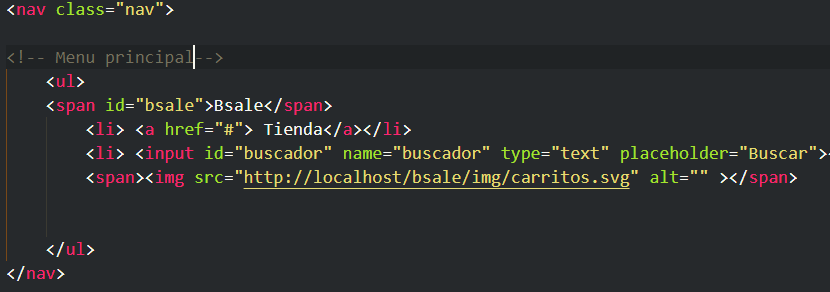 <nav class="nav">
<!-- Menu principal-->
<ul>
<span id="bsale">Bsale</span>
<li> <a href="#"> Tienda</a></li>
<li> <input id="buscador" name="buscador" type="text" placeholder="Buscar"><
<span><img src="http://localhost/bsale/img/carritos.svg" alt="" ></span>
</ul>
</nav>